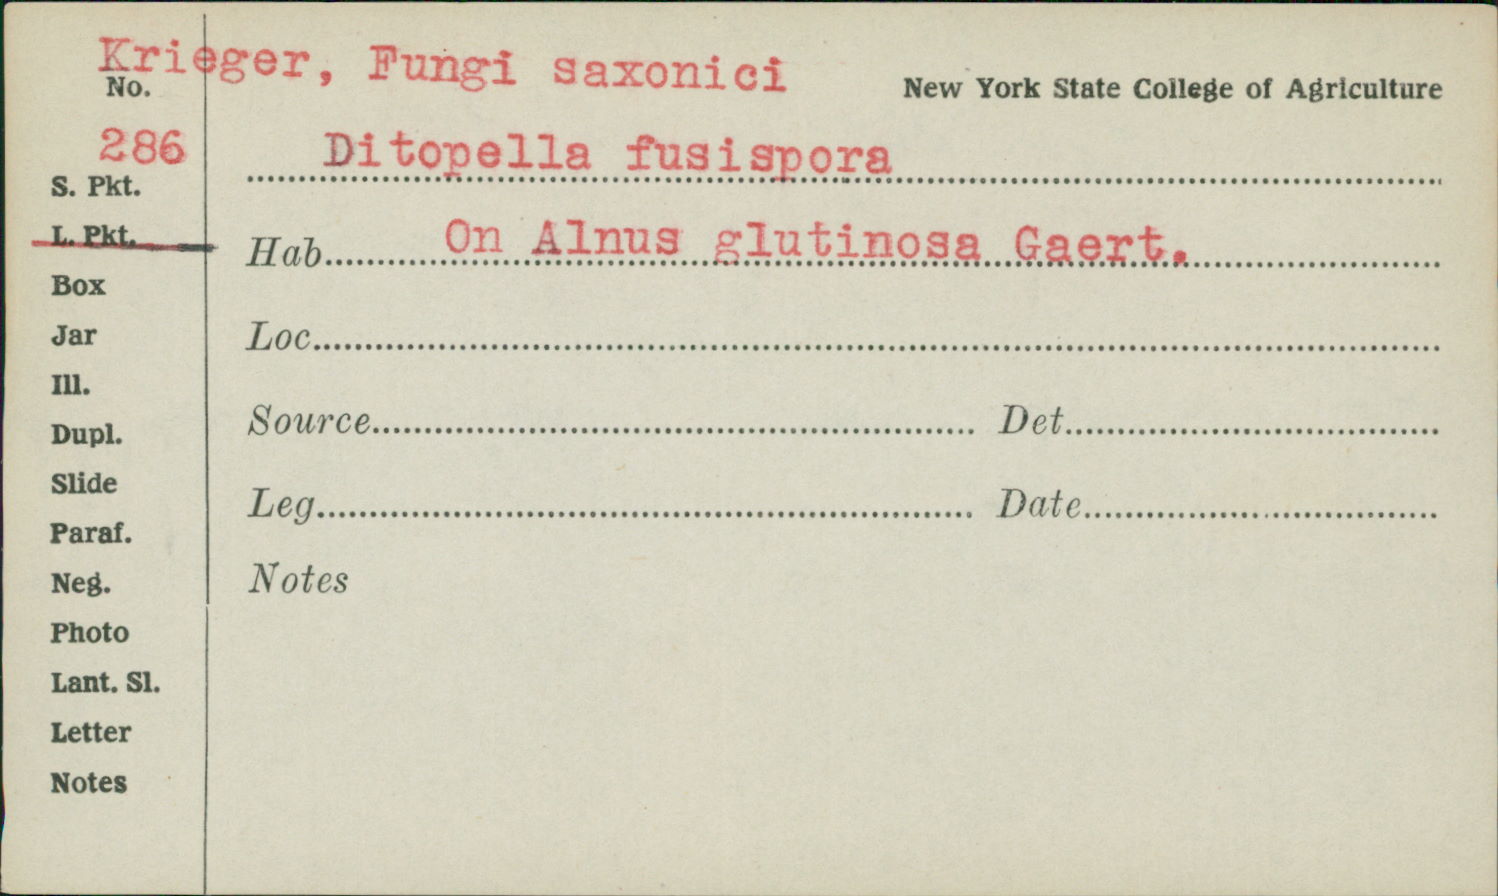 Krieger, Fungi saxonici
No.
New York State College of Agriculture
286
Ditopella fusispora
S. Pkt.
L. Pkt.
Hab. On Alnus glutinosa Gaert.
Box
Jar
Loc.
Ill.
Dupl.
Source Det.
Slide
Leg. Date
Paraf.
Neg.
Notes
Photo
Lant. Sl.
Letter
Notes